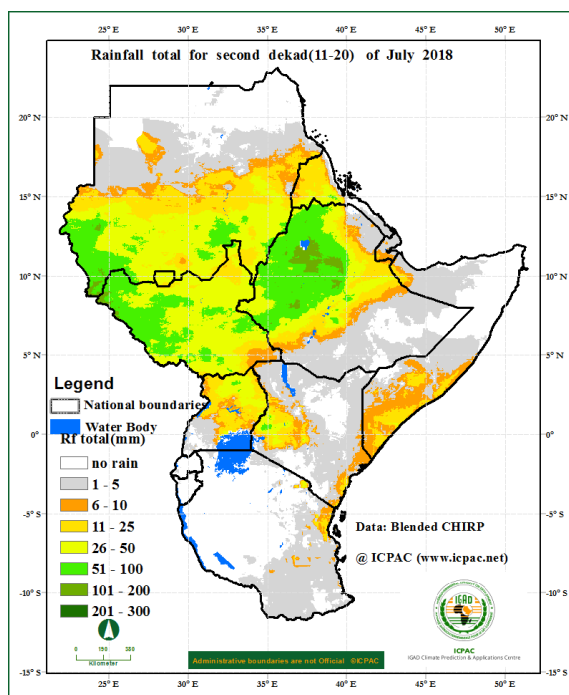 25° E 30° E 35° E 40° E 45° E 50° E
Rainfall total for second dekad(11-20) of July 2018
20° N
15° N
10° N
5° N
0°
-5° S
-10° S
-15° S
20° N
15° N
10° N
5° N
0°
-5° S
-10° S
-15° S
Legend
National boundaries
Water Body
Rf total(mm)
no rain
1 - 5
6 - 10
11 - 25
26 - 50
51 - 100
101 - 200
201 - 300
Data: Blended CHIRP
@ ICPAC (www.icpac.net)
IGAD
ICPAC
IGAD Climate Prediction & Applications Centre
0 150 380
Kilometer
Administrative boundaries are not Official ©ICPAC
25° E 30° E 35° E 40° E 45° E 50° E